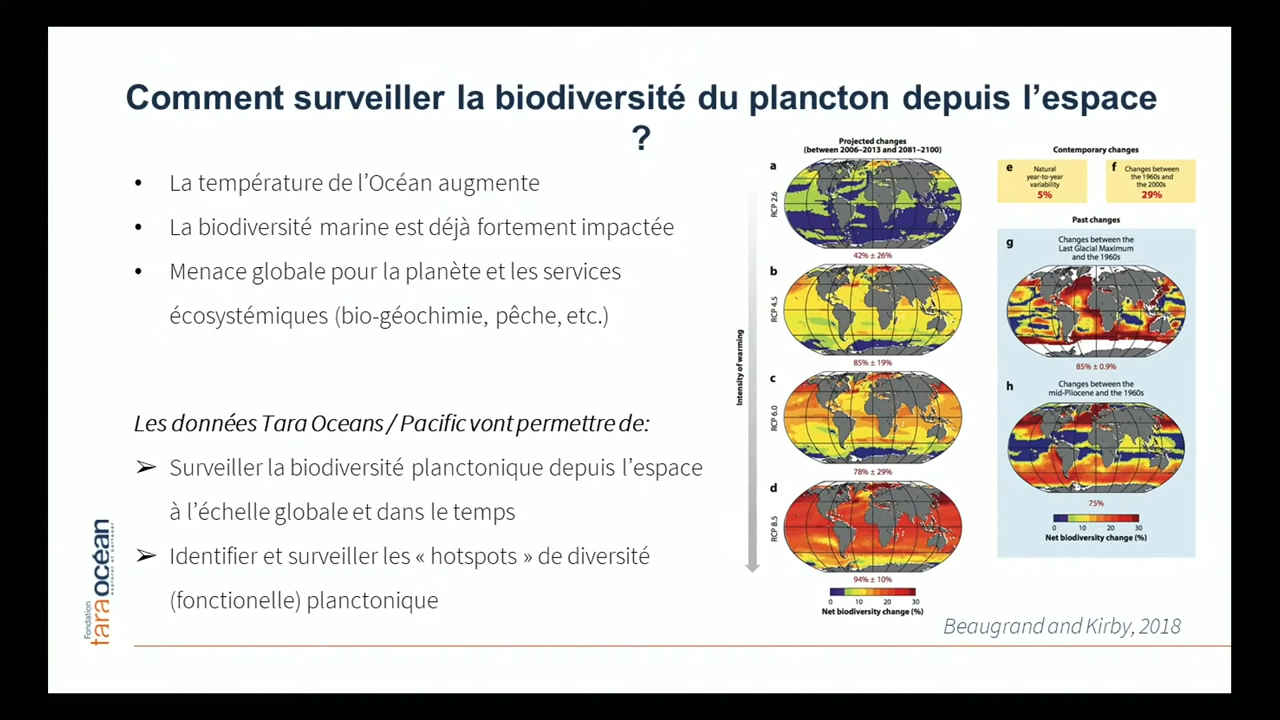 Comment surveiller la biodiversité du plancton depuis l'espace
?
• La température de l'Océan augmente
• La biodiversité marine est déjà fortement impactée
• Menace globale pour la planète et les services
écosystémiques (bio-géochimie, pêche, etc.)
Les données Tara Oceans / Pacific vont permettre de:
➢ Surveiller la biodiversité planctonique depuis l'espace
à l'échelle globale et dans le temps
➢ Identifier et surveiller les « hotspots » de diversité
(fonctionelle) planctonique
Fondation
taraocéan
explorer et partager
Projected changes
(between 2006–2013 and 2081–2100)
Intensity of warming
a
RCP 2.6
42% ± 26%
b
RCP 4.5
85% ± 19%
c
RCP 6.0
78% ± 29%
d
RCP 8.5
94% ± 10%
0 10 20 30
Net biodiversity change (%)
Contemporary changes
e
Natural
year-to-year
variability
5%
f
Changes between
the 1960s and
the 2000s
29%
Past changes
g
Changes between the
Last Glacial Maximum
and the 1960s
85% ± 0.9%
h
Changes between the
mid-Pliocene and the 1960s
75%
0 10 20 30
Net biodiversity change (%)
Beaugrand and Kirby, 2018